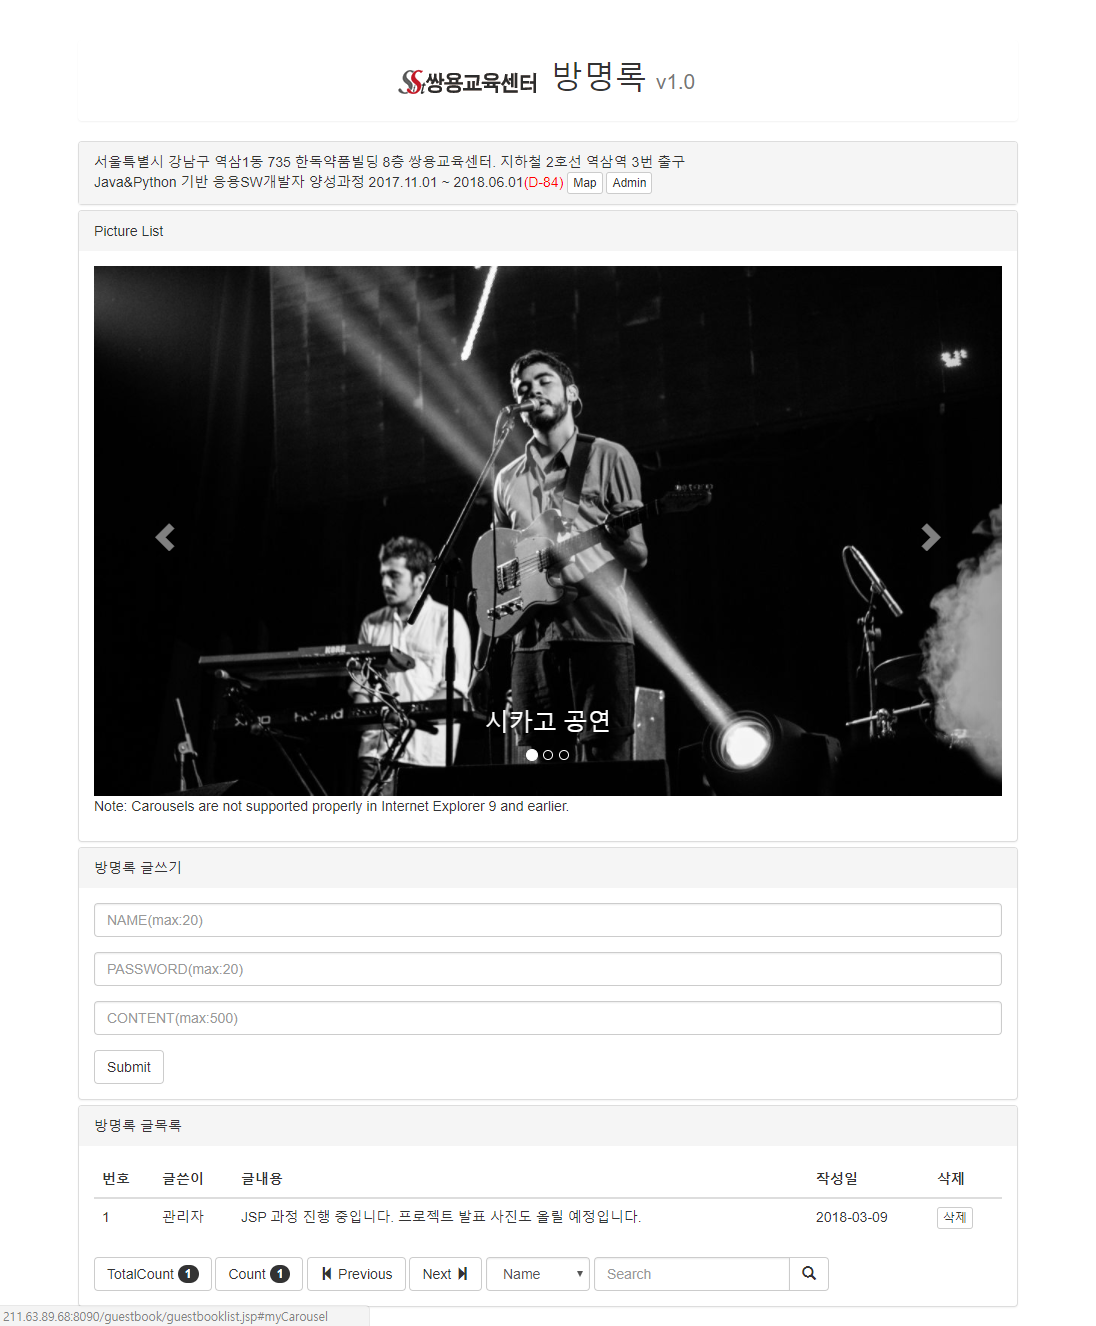 쌍용교육센터 방명록 v1.0
서울특별시 강남구 역삼1동 735 한독약품빌딩 8층 쌍용교육센터. 지하철 2호선 역삼역 3번 출구
Java&Python 기반 응용SW개발자 양성과정 2017.11.01 ~ 2018.06.01(D-84) Map Admin
Picture List
KORG
시카고 공연
Note: Carousels are not supported properly in Internet Explorer 9 and earlier.
방명록 글쓰기
NAME(max:20)
PASSWORD(max:20)
CONTENT(max:500)
Submit
방명록 글목록
번호 글쓴이 글내용 작성일 삭제
1 관리자 JSP 과정 진행 중입니다. 프로젝트 발표 사진도 올릴 예정입니다. 2018-03-09 삭제
TotalCount 1 Count 1 Previous Next Name Search
211.63.89.68:8090/guestbook/guestbooklist.jsp#myCarousel